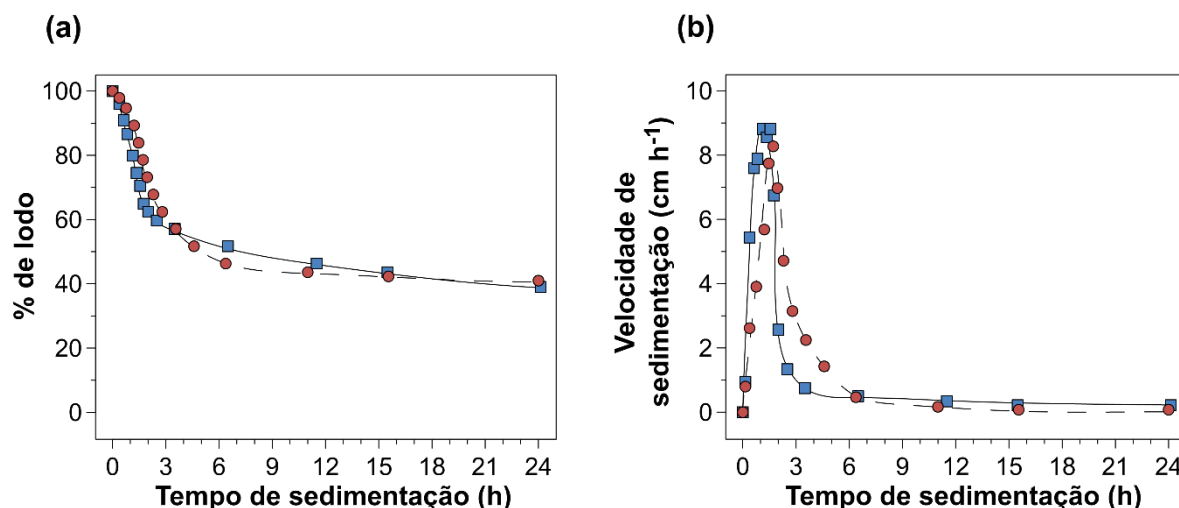 (a)
(b)
100
80
60
40
20
0
% de lodo
0 3 6 9 12 15 18 21 24
Tempo de sedimentação (h)
10
8
6
4
2
0
Velocidade de
sedimentação (cm h⁻¹)
0 3 6 9 12 15 18 21 24
Tempo de sedimentação (h)